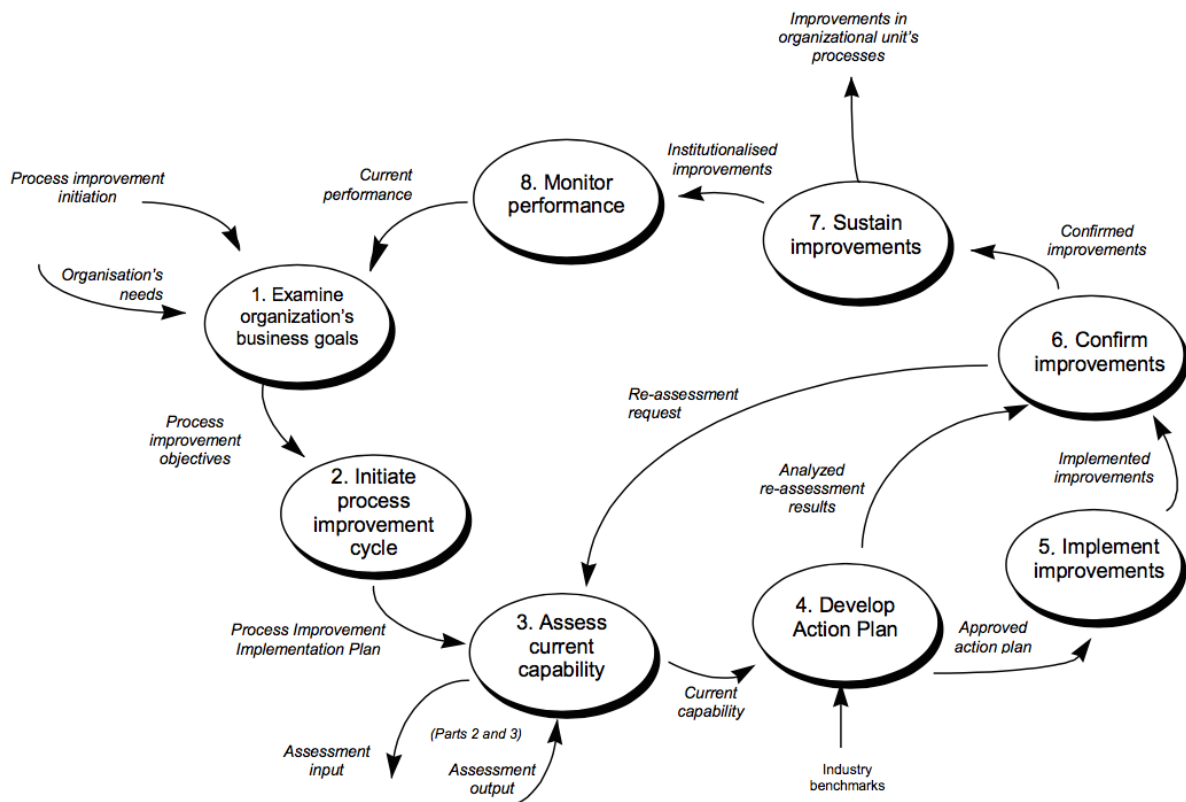 Improvements in
organizational unit's
processes
Institutionalised
improvements
8. Monitor
performance
Current
performance
Process improvement
initiation
7. Sustain
improvements
Confirmed
improvements
Organisation's
needs
1. Examine
organization's
business goals
6. Confirm
improvements
Re-assessment
request
Process
improvement
objectives
Analyzed
re-assessment
results
Implemented
improvements
2. Initiate
process
improvement
cycle
5. Implement
improvements
4. Develop
Action Plan
3. Assess
current
capability
Process Improvement
Implementation Plan
Approved
action plan
Current
capability
(Parts 2 and 3)
Assessment
input
Assessment
output
Industry
benchmarks